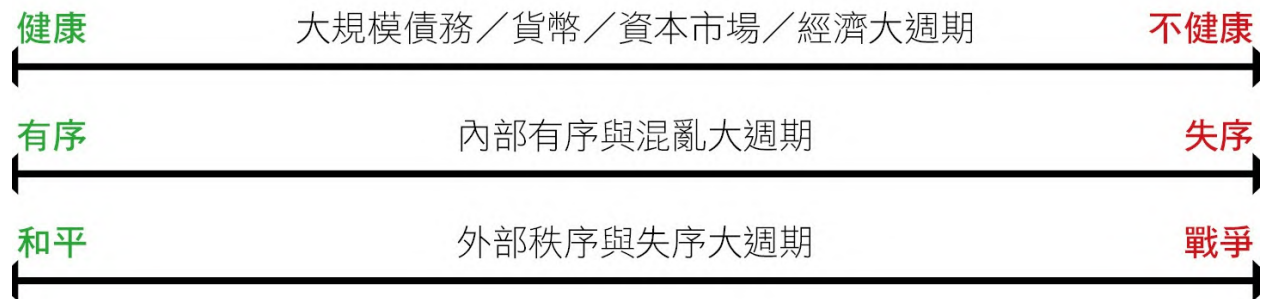 健康 大規模債務／貨幣／資本市場／經濟大週期 不健康
有序 內部有序與混亂大週期 失序
和平 外部秩序與失序大週期 戰爭